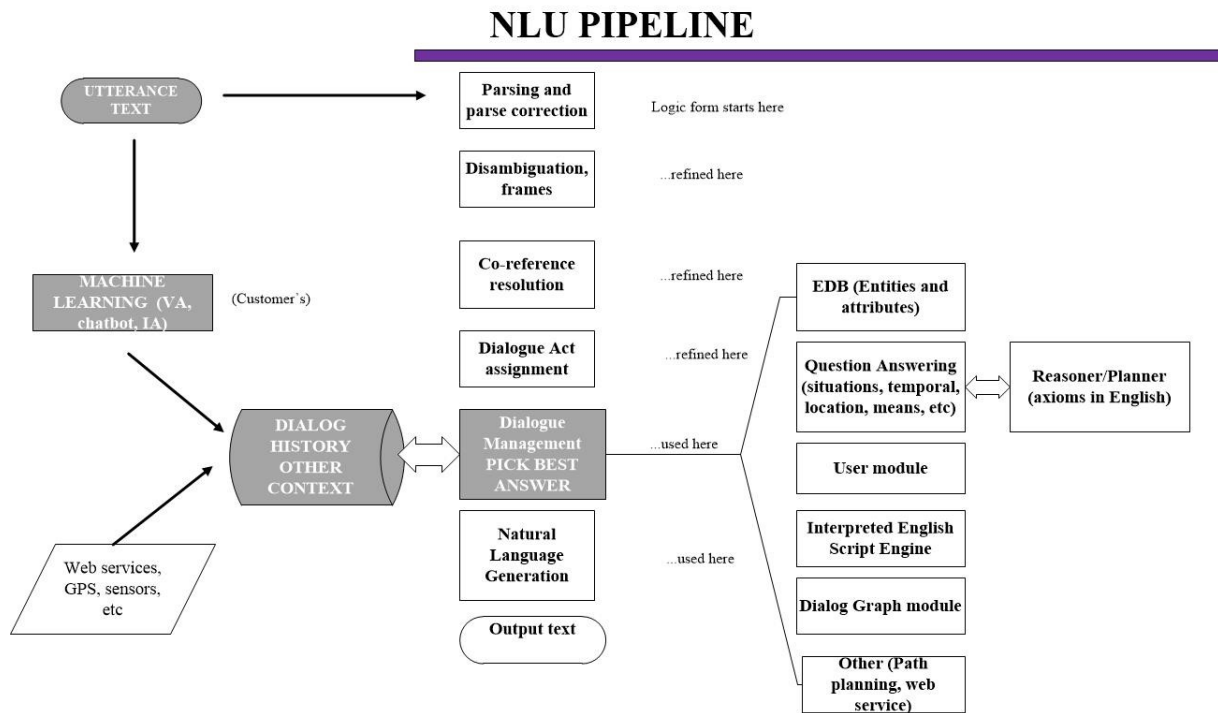 NLU PIPELINE
UTTERANCE
TEXT
Parsing and
parse correction
Logic form starts here
Disambiguation,
frames
...refined here
MACHINE
LEARNING (VA,
chatbot, IA)
(Customer`s)
Co-reference
resolution
...refined here
EDB (Entities and
attributes)
Dialogue Act
assignment
...refined here
Question Answering
(situations, temporal,
location, means, etc)
Reasoner/Planner
(axioms in English)
DIALOG
HISTORY
OTHER
CONTEXT
Dialogue
Management
PICK BEST
ANSWER
...used here
User module
Natural
Language
Generation
...used here
Interpreted English
Script Engine
Web services,
GPS, sensors,
etc
Dialog Graph module
Output text
Other (Path
planning, web
service)